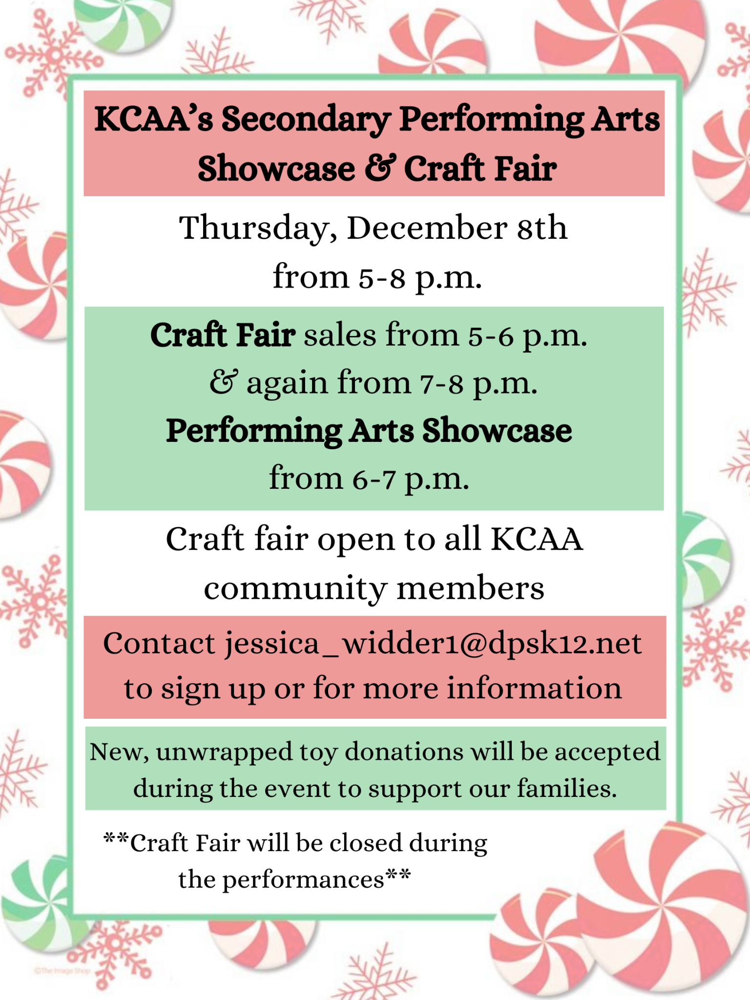 KCAA’s Secondary Performing Arts
Showcase & Craft Fair
Thursday, December 8th
from 5-8 p.m.
Craft Fair sales from 5-6 p.m.
& again from 7-8 p.m.
Performing Arts Showcase
from 6-7 p.m.
Craft fair open to all KCAA
community members
Contact jessica_widder1@dpsk12.net
to sign up or for more information
New, unwrapped toy donations will be accepted
during the event to support our families.
**Craft Fair will be closed during
the performances**
©The Image Shop